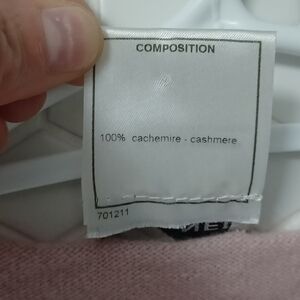 COMPOSITION
100% cachemire - cashmere
701211